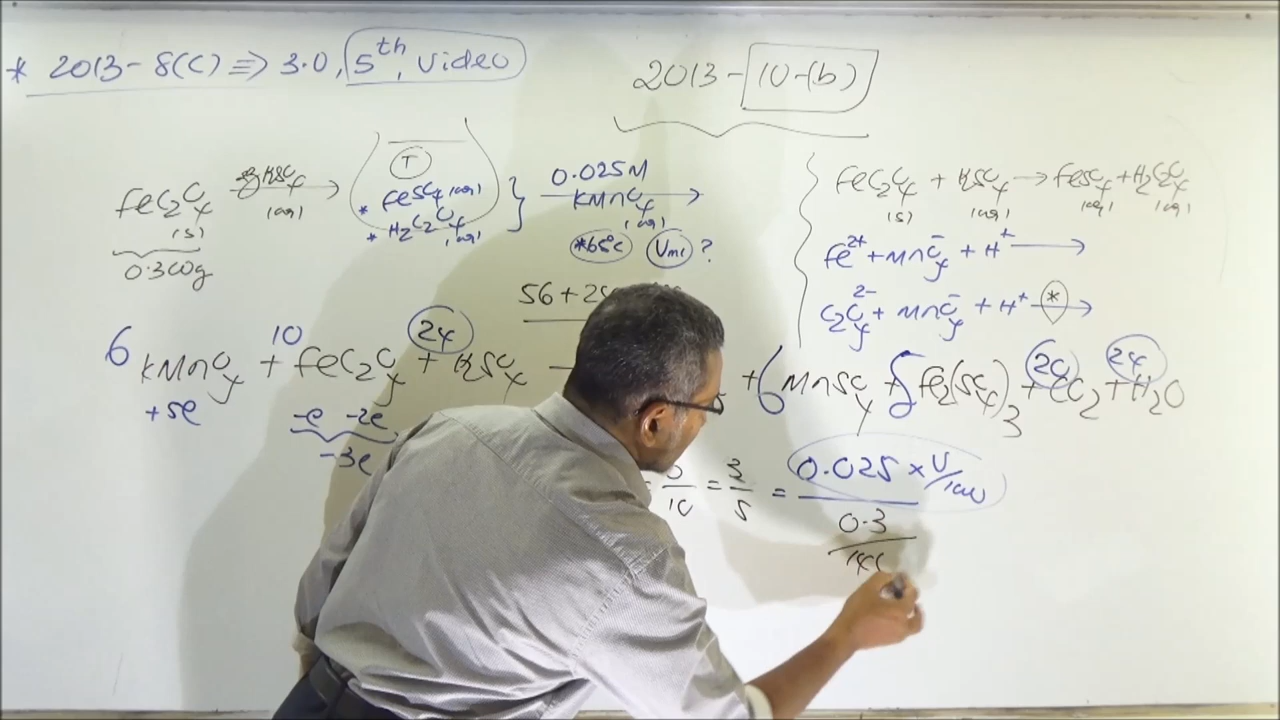 * 2013- 8(C) ⇒ 3.0, 5th, video
2013 - 10-(b)
FeC2O4 (s)
0.300g
H2SO4 (aq)
T
* FeSO4 (aq)
* H2C2O4 (aq)
0.025M
KMnO4 (aq)
*65°C Vml ?
FeC2O4 (s) + H2SO4 (aq) → FeSO4 (aq) + H2C2O4 (aq)
Fe2+ + MnO4- + H+ →
C2O4 2- + MnO4- + H+ * →
56+
6 KMnO4 + 10 FeC2O4 + 24 H2SO4
+ 6 MnSO4 + 5 Fe2(SO4)3 + 20 CO2 + 24 H2O
+5e
-e -2e
-3e
= /10 = 3/5 = 0.025 × V/1000
0.3